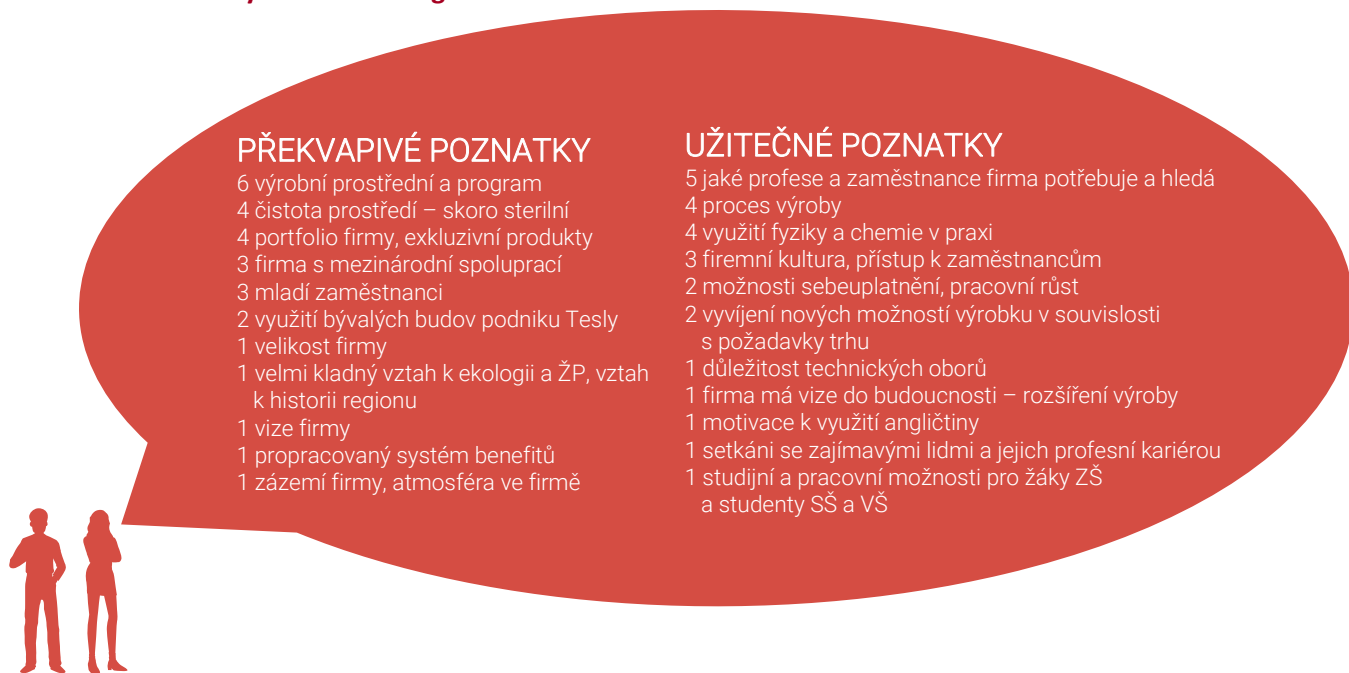 PŘEKVAPIVÉ POZNATKY
6 výrobní prostřední a program
4 čistota prostředí – skoro sterilní
4 portfolio firmy, exkluzivní produkty
3 firma s mezinárodní spoluprací
3 mladí zaměstnanci
2 využití bývalých budov podniku Tesly
1 velikost firmy
1 velmi kladný vztah k ekologii a ŽP, vztah
k historii regionu
1 vize firmy
1 propracovaný systém benefitů
1 zázemí firmy, atmosféra ve firmě
UŽITEČNÉ POZNATKY
5 jaké profese a zaměstnance firma potřebuje a hledá
4 proces výroby
4 využití fyziky a chemie v praxi
3 firemní kultura, přístup k zaměstnancům
2 možnosti sebeuplatnění, pracovní růst
2 vyvíjení nových možností výrobku v souvislosti
s požadavky trhu
1 důležitost technických oborů
1 firma má vize do budoucnosti – rozšíření výroby
1 motivace k využití angličtiny
1 setkáni se zajímavými lidmi a jejich profesní kariérou
1 studijní a pracovní možnosti pro žáky ZŠ
a studenty SŠ a VŠ